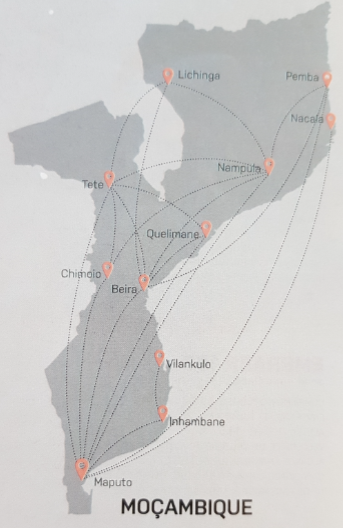 Lichinga
Pemba
Nacala
Nampula
Tete
Quelimane
Chimoio
Beira
Vilankulo
Inhambane
Maputo
MOÇAMBIQUE